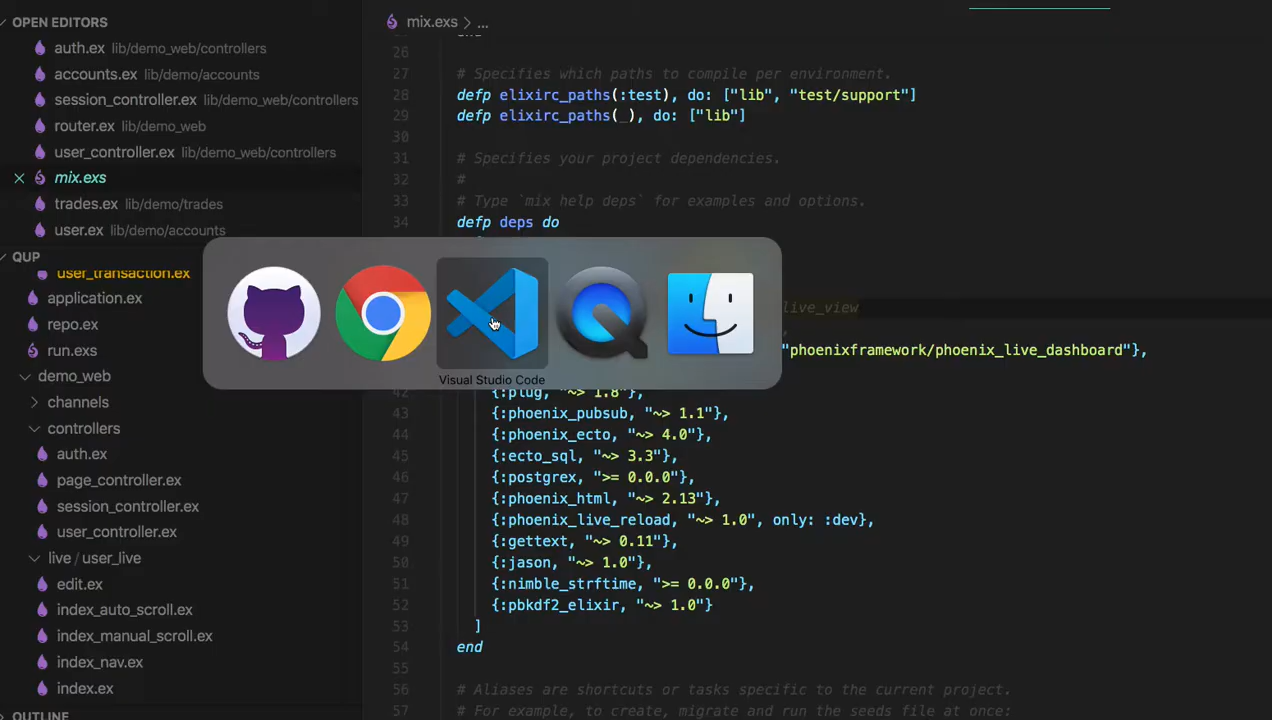 OPEN EDITORS
auth.ex lib/demo_web/controllers
accounts.ex lib/demo/accounts
session_controller.ex lib/demo_web/controllers
router.ex lib/demo_web
user_controller.ex lib/demo_web/controllers
mix.exs
trades.ex lib/demo/trades
user.ex lib/demo/accounts
QUP
user_transaction.ex
application.ex
repo.ex
run.exs
demo_web
channels
controllers
auth.ex
page_controller.ex
session_controller.ex
user_controller.ex
live / user_live
edit.ex
index_auto_scroll.ex
index_manual_scroll.ex
index_nav.ex
index.ex
OUTLINE
mix.exs > ...
26
27 # Specifies which paths to compile per environment.
28 defp elixirc_paths(:test), do: ["lib", "test/support"]
29 defp elixirc_paths(_), do: ["lib"]
30
31 # Specifies your project dependencies.
32 #
33 # Type `mix help deps` for examples and options.
34 defp deps do
live_view
"phoenixframework/phoenix_live_dashboard"},
Visual Studio Code
42 {:plug, "~> 1.8"},
43 {:phoenix_pubsub, "~> 1.1"},
44 {:phoenix_ecto, "~> 4.0"},
45 {:ecto_sql, "~> 3.3"},
46 {:postgrex, ">= 0.0.0"},
47 {:phoenix_html, "~> 2.13"},
48 {:phoenix_live_reload, "~> 1.0", only: :dev},
49 {:gettext, "~> 0.11"},
50 {:jason, "~> 1.0"},
51 {:nimble_strftime, ">= 0.0.0"},
52 {:pbkdf2_elixir, "~> 1.0"}
53 ]
54 end
55
56 # Aliases are shortcuts or tasks specific to the current project.
57 # For example, to create, migrate and run the seeds file at once: